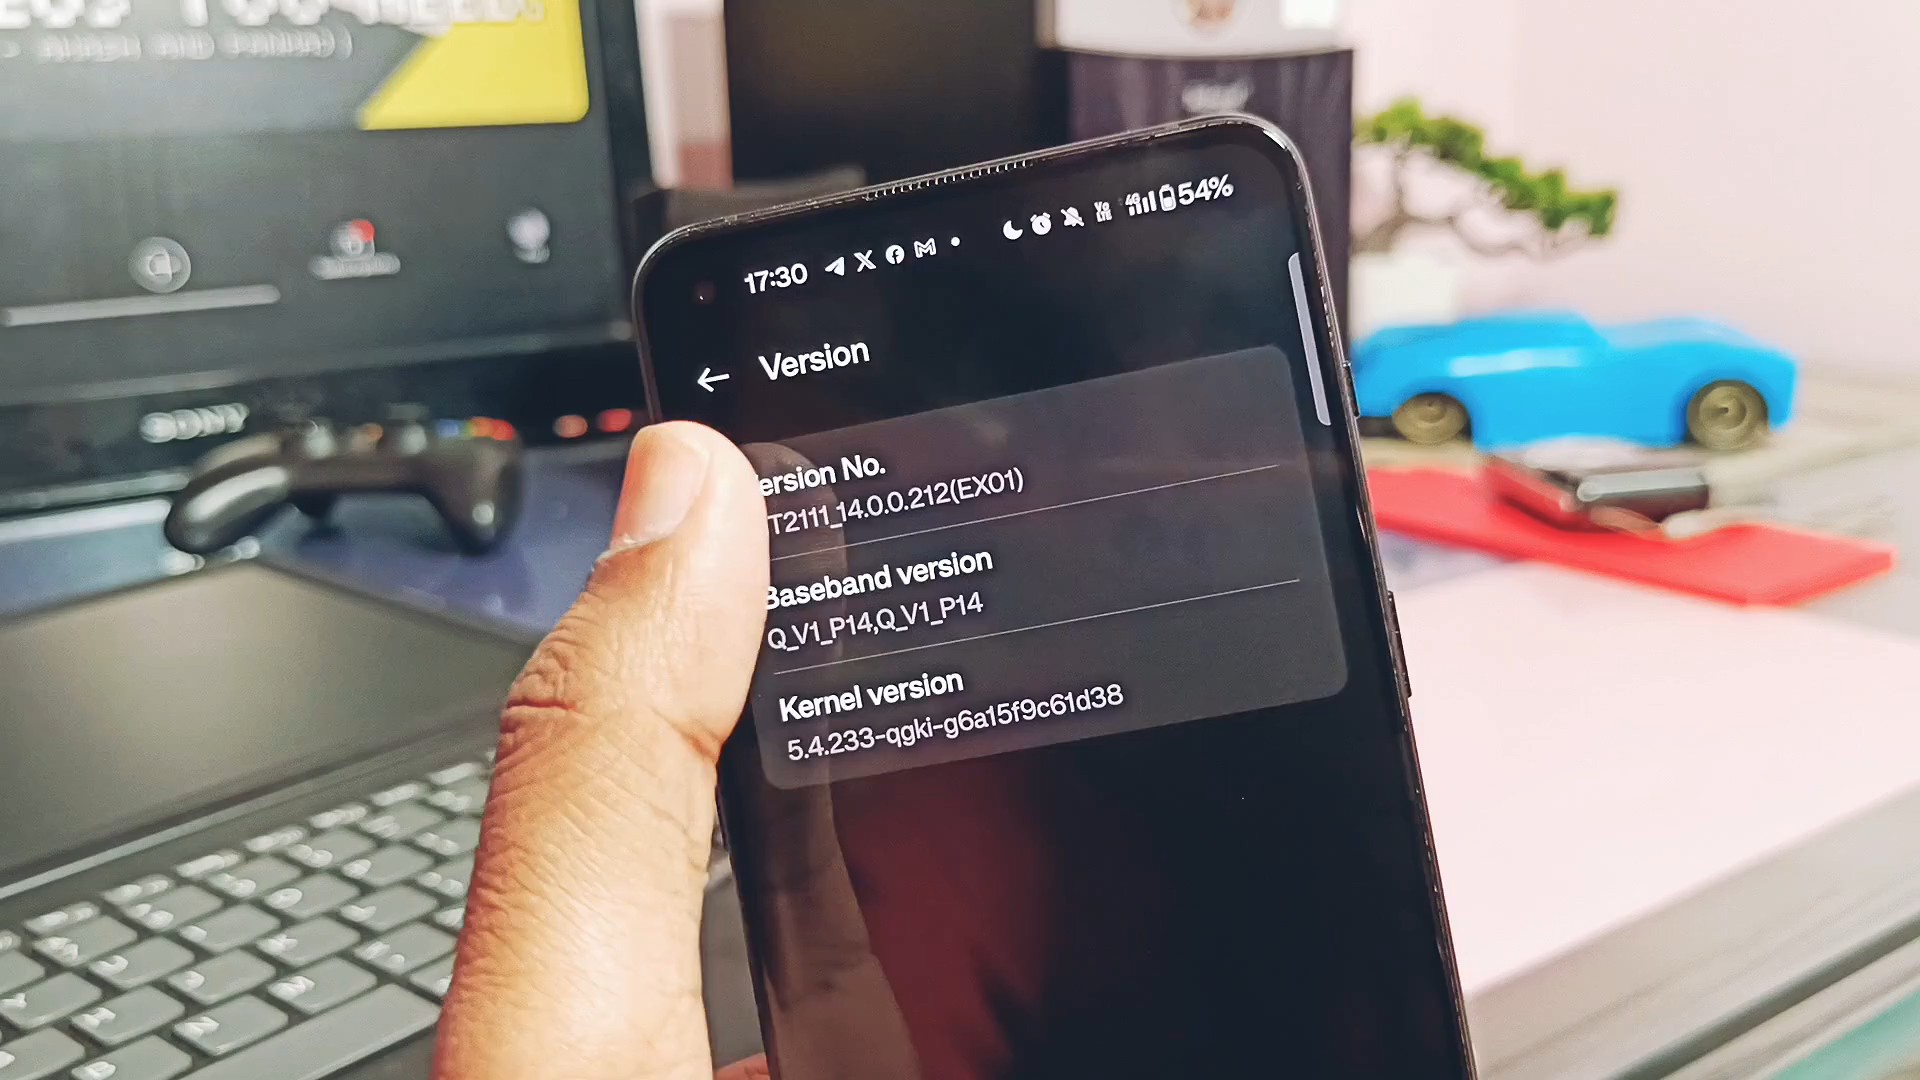 17:30
54%
Version
ersion No.
T2111_14.0.0.212(EX01)
Baseband version
Q_V1_P14,Q_V1_P14
Kernel version
5.4.233-qgki-g6a15f9c61d38
SONY